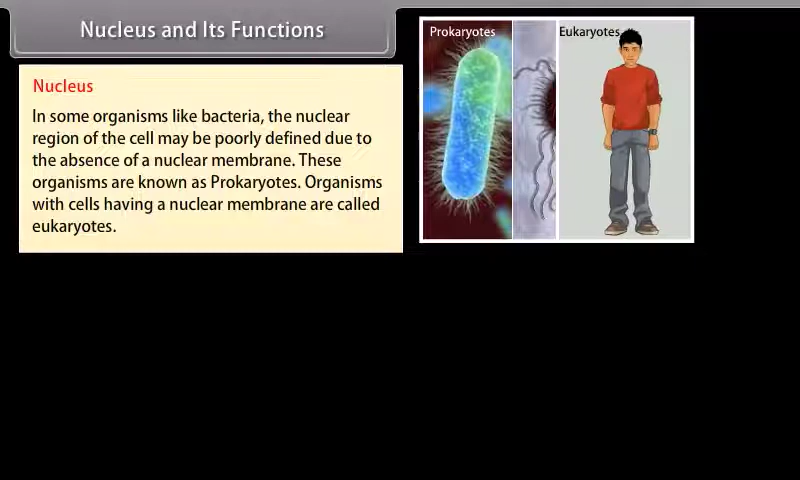 Nucleus and Its Functions
Prokaryotes
Eukaryotes
Nucleus
In some organisms like bacteria, the nuclear
region of the cell may be poorly defined due to
the absence of a nuclear membrane. These
organisms are known as Prokaryotes. Organisms
with cells having a nuclear membrane are called
eukaryotes.